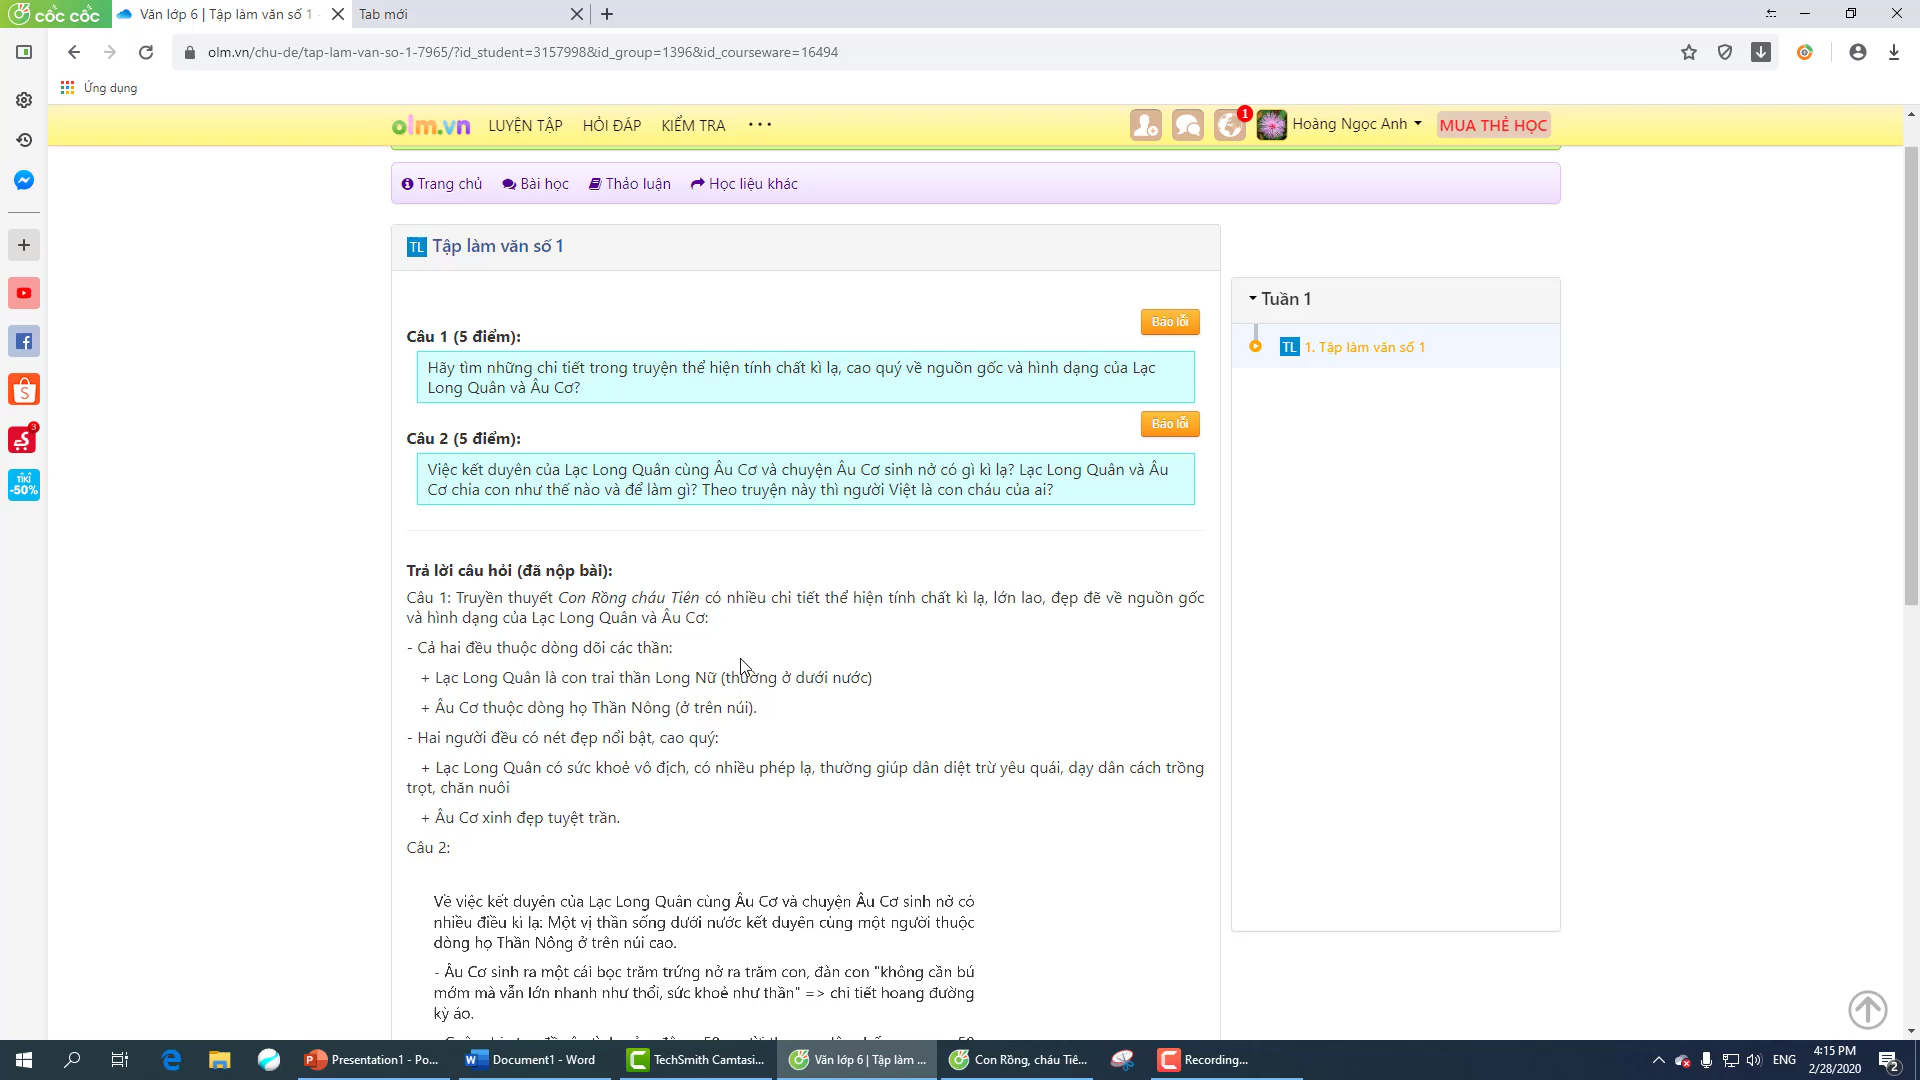 cốc cốc
Văn lớp 6 | Tập làm văn số 1 -
Tab mới
olm.vn/chu-de/tap-lam-van-so-1-7965/?id_student=3157998&id_group=1396&id_courseware=16494
Ứng dụng
olm.vn
LUYỆN TẬP
HỎI ĐÁP
KIỂM TRA
1
Hoàng Ngọc Anh
MUA THẺ HỌC
Trang chủ
Bài học
Thảo luận
Học liệu khác
TL Tập làm văn số 1
Báo lỗi
Câu 1 (5 điểm):
Hãy tìm những chi tiết trong truyện thể hiện tính chất kì lạ, cao quý về nguồn gốc và hình dạng của Lạc
Long Quân và Âu Cơ?
Báo lỗi
Câu 2 (5 điểm):
Việc kết duyên của Lạc Long Quân cùng Âu Cơ và chuyện Âu Cơ sinh nở có gì kì lạ? Lạc Long Quân và Âu
Cơ chia con như thế nào và để làm gì? Theo truyện này thì người Việt là con cháu của ai?
Trả lời câu hỏi (đã nộp bài):
Câu 1: Truyền thuyết Con Rồng cháu Tiên có nhiều chi tiết thể hiện tính chất kì lạ, lớn lao, đẹp đẽ về nguồn gốc
và hình dạng của Lạc Long Quân và Âu Cơ:
- Cả hai đều thuộc dòng dõi các thần:
+ Lạc Long Quân là con trai thần Long Nữ (thường ở dưới nước)
+ Âu Cơ thuộc dòng họ Thần Nông (ở trên núi).
- Hai người đều có nét đẹp nổi bật, cao quý:
+ Lạc Long Quân có sức khoẻ vô địch, có nhiều phép lạ, thường giúp dân diệt trừ yêu quái, dạy dân cách trồng
trọt, chăn nuôi
+ Âu Cơ xinh đẹp tuyệt trần.
Câu 2:
Về việc kết duyên của Lạc Long Quân cùng Âu Cơ và chuyện Âu Cơ sinh nở có
nhiều điều kì lạ: Một vị thần sống dưới nước kết duyên cùng một người thuộc
dòng họ Thần Nông ở trên núi cao.
- Âu Cơ sinh ra một cái bọc trăm trứng nở ra trăm con, đàn con "không cần bú
mớm mà vẫn lớn nhanh như thổi, sức khoẻ như thần" => chi tiết hoang đường
kỳ ảo.
Tuần 1
TL 1. Tập làm văn số 1
3
TIKI
-50%
Presentation1 - Po...
Document1 - Word
TechSmith Camtasi...
Văn lớp 6 | Tập làm ...
Con Rồng, cháu Tiê...
Recording...
ENG
4:15 PM
2/28/2020
2